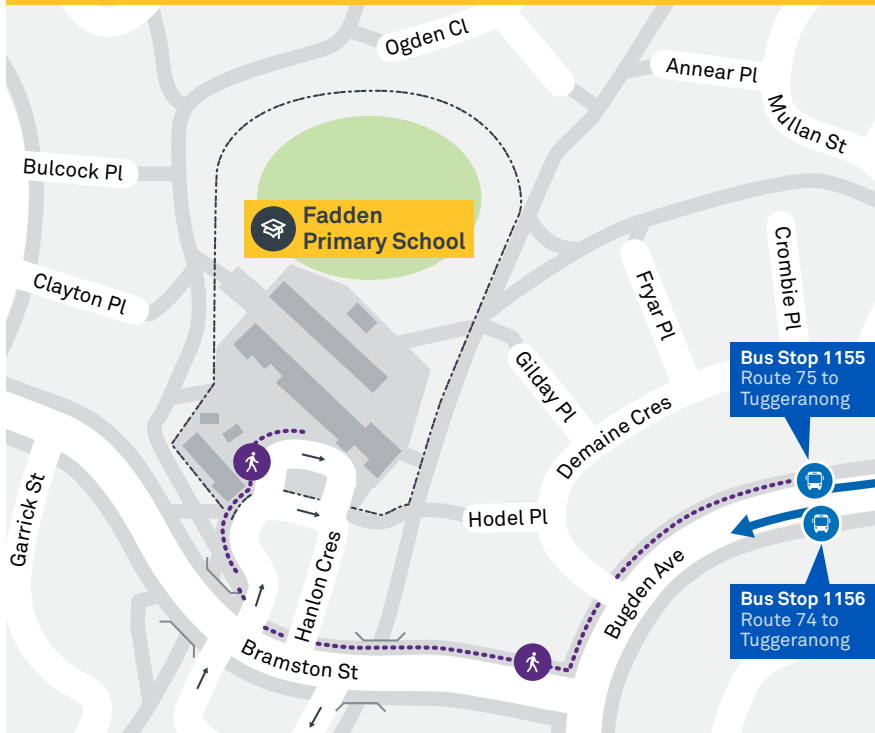 Ogden Cl
Annear Pl
Mullan St
Bulcock Pl
Fadden
Primary School
Clayton Pl
Fryar Pl
Crombie Pl
Bus Stop 1155
Route 75 to
Tuggeranong
Gilday Pl
Demaine Cres
Garrick St
Hodel Pl
Hanlon Cres
Bugden Ave
Bus Stop 1156
Route 74 to
Tuggeranong
Bramston St